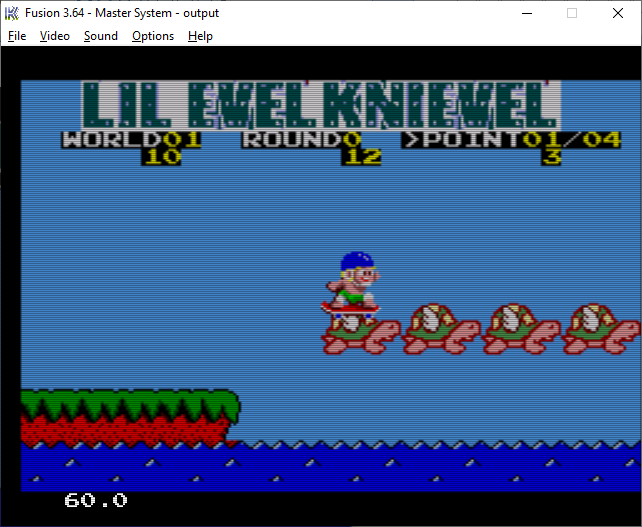 Fusion 3.64 - Master System - output
File Video Sound Options Help
LIL EVEL KNIEVEL
WORLD01 ROUND0 >POINT01/04
10 12 3
60.0